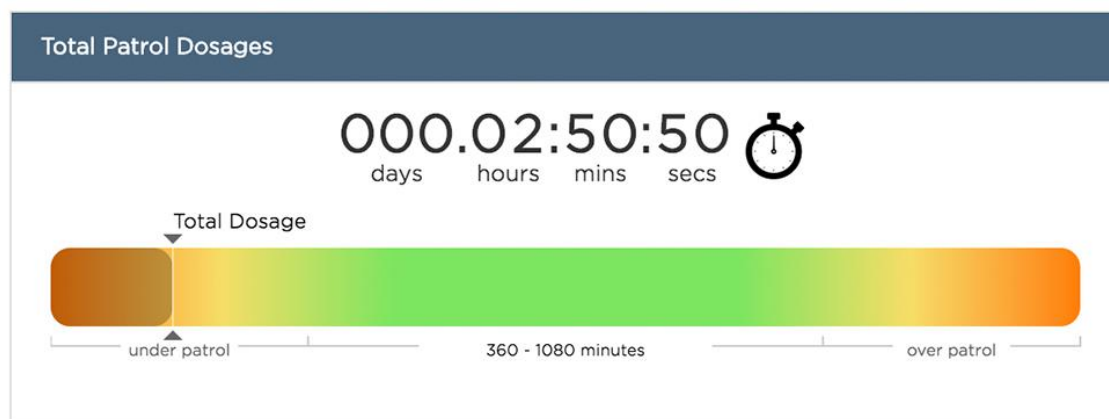 Total Patrol Dosages
000.02:50:50
days hours mins secs
Total Dosage
under patrol 360 - 1080 minutes over patrol